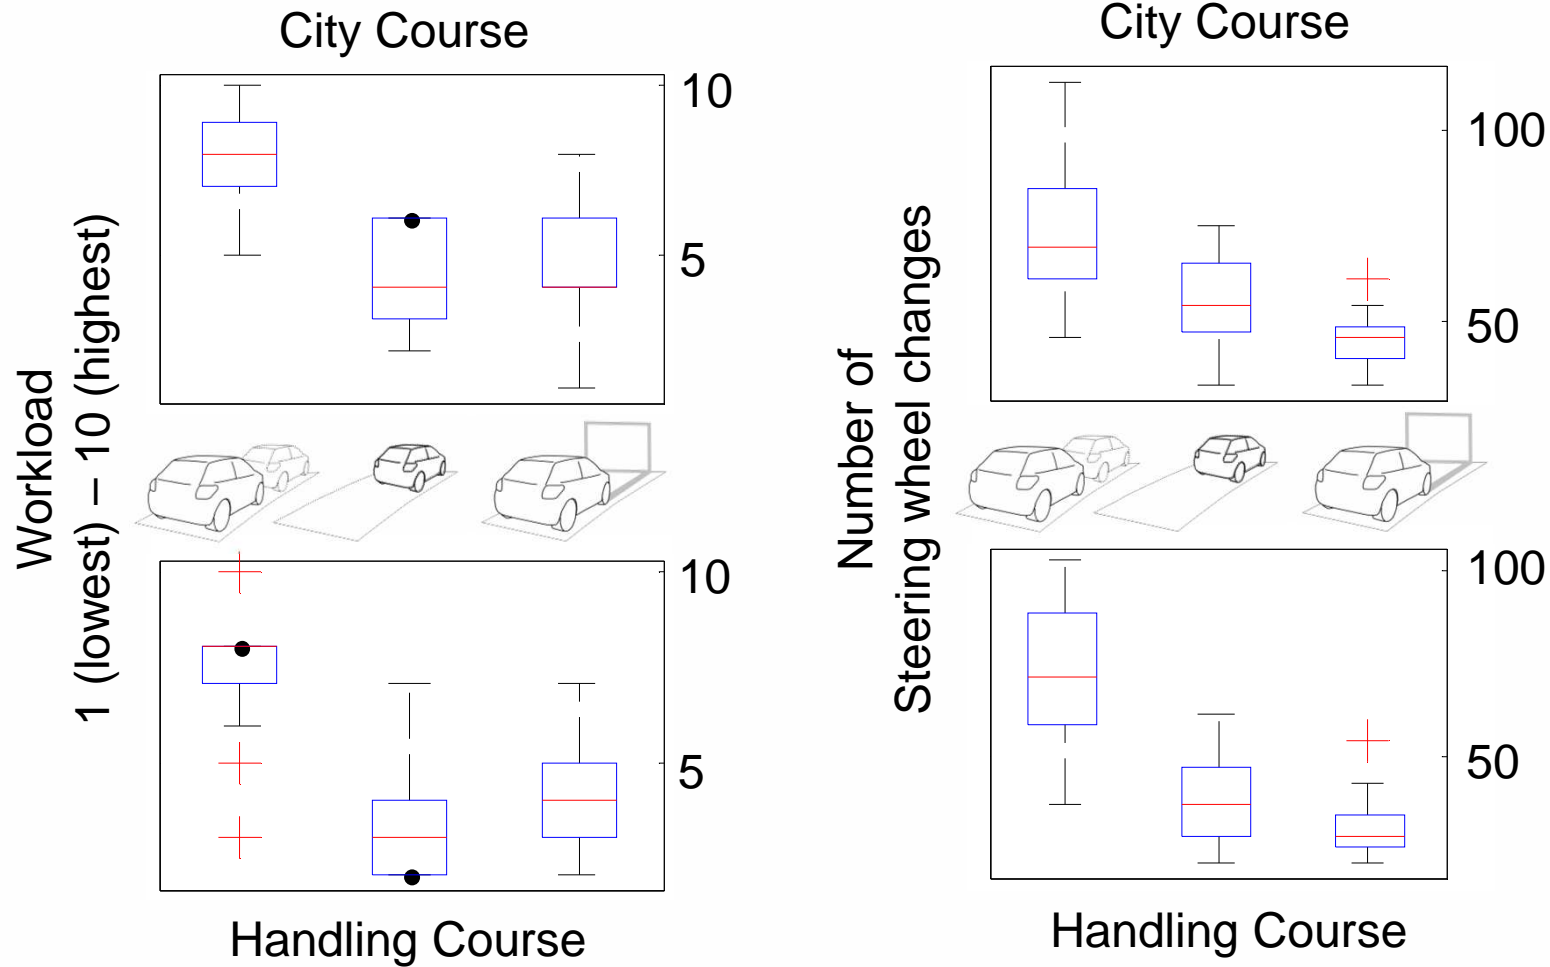 City Course
10
5
Workload
1 (lowest) – 10 (highest)
10
5
Handling Course
City Course
100
50
Number of
Steering wheel changes
100
50
Handling Course